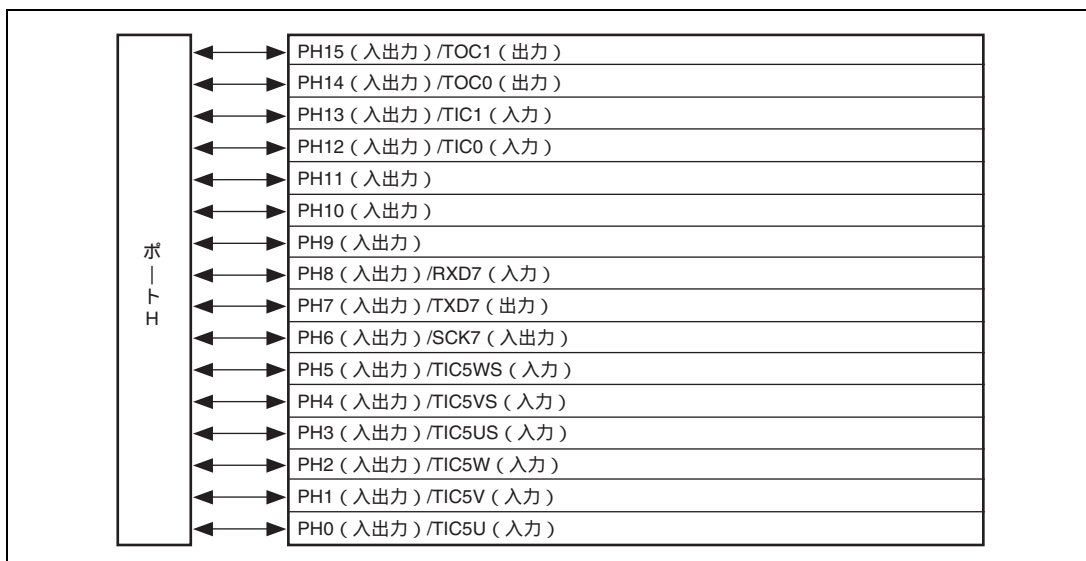 PH15（入出力）/TOC1（出力）
PH14（入出力）/TOC0（出力）
PH13（入出力）/TIC1（入力）
PH12（入出力）/TIC0（入力）
PH11（入出力）
PH10（入出力）
PH9（入出力）
PH8（入出力）/RXD7（入力）
PH7（入出力）/TXD7（出力）
PH6（入出力）/SCK7（入出力）
PH5（入出力）/TIC5WS（入力）
PH4（入出力）/TIC5VS（入力）
PH3（入出力）/TIC5US（入力）
PH2（入出力）/TIC5W（入力）
PH1（入出力）/TIC5V（入力）
PH0（入出力）/TIC5U（入力）
ポートH